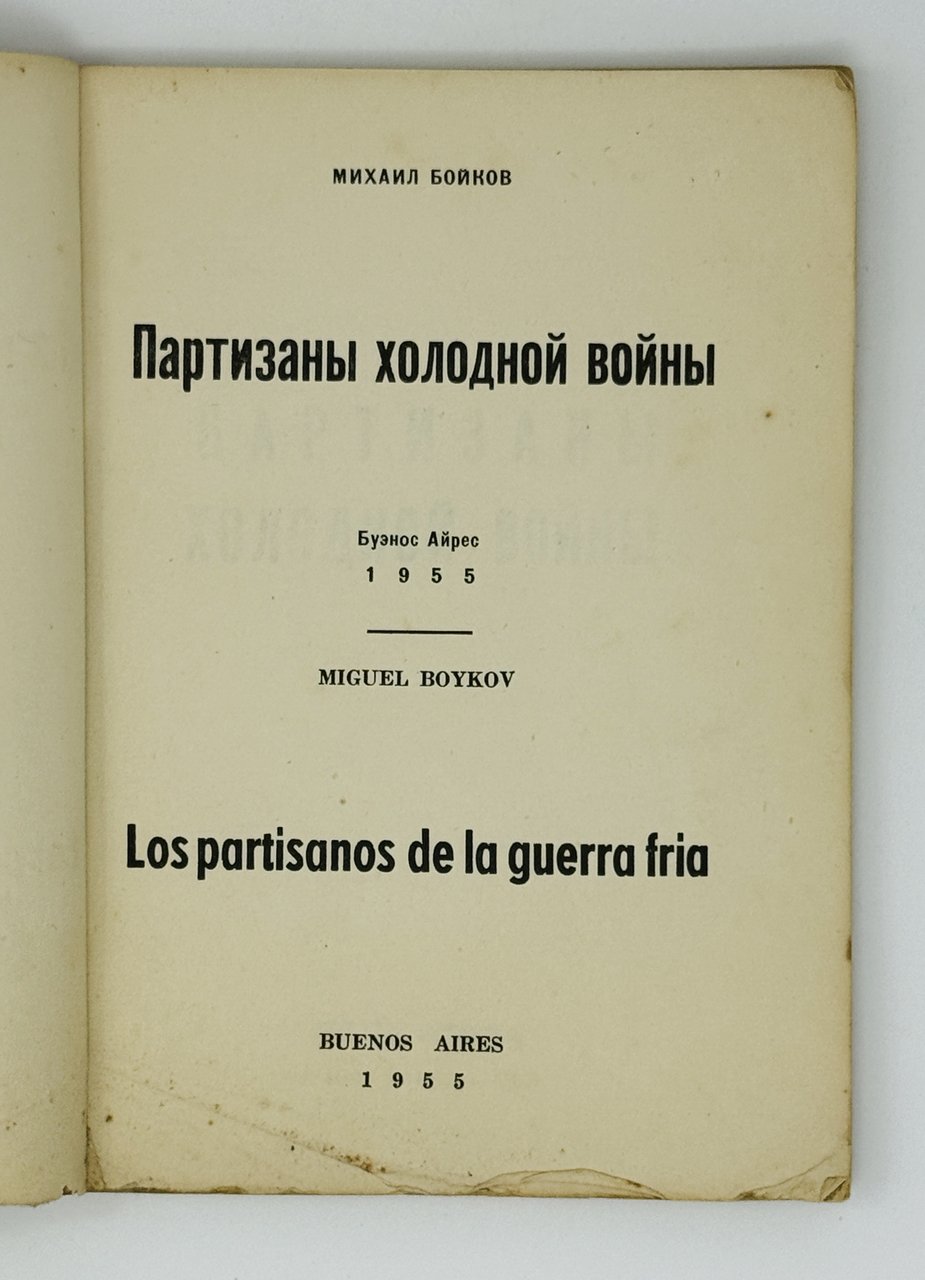 МИХАИЛ БОЙКОВ
Партизаны холодной войны
Буэнос Айрес
1955
MIGUEL BOYKOV
Los partisanos de la guerra fria
BUENOS AIRES
1955